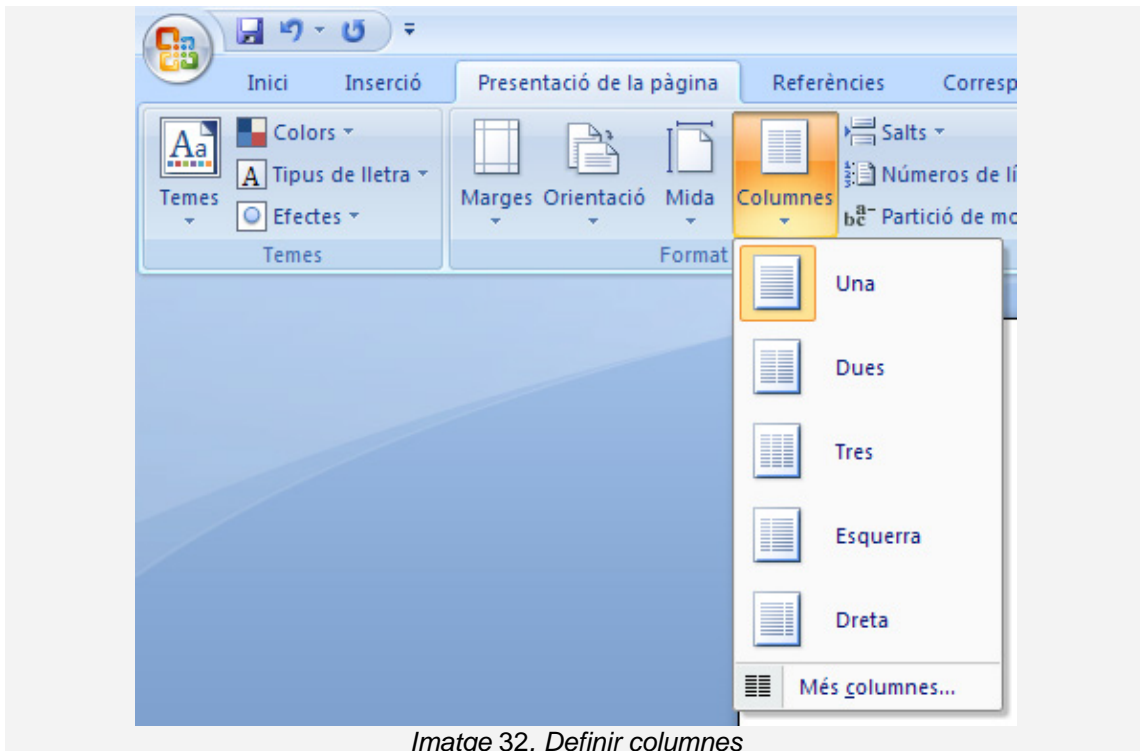 Inici Inserció Presentació de la pàgina Referències Corresp
Aa Colors
A Tipus de lletra
Temes Efectes
Marges Orientació Mida Columnes
Salts
Números de lí
Partició de mo
Temes Format
Una
Dues
Tres
Esquerra
Dreta
Més columnes...
Imatge 32. Definir columnes